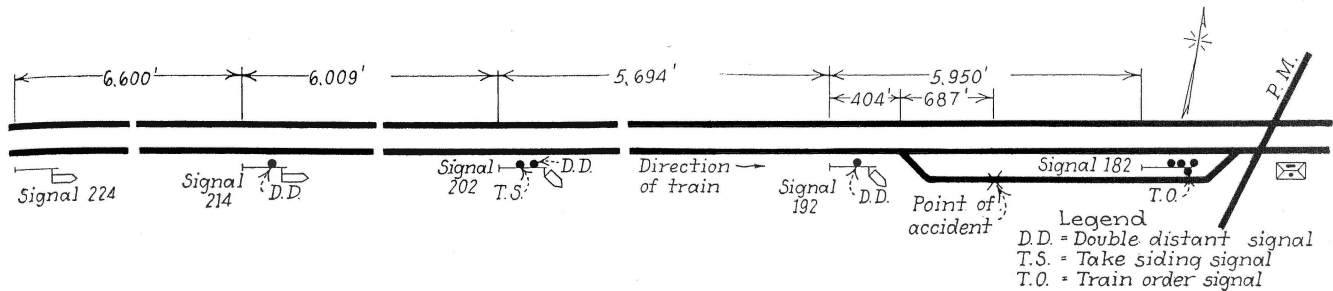 6,600' 6,009' 5,694' 5,950'
404' 687'
P. M.
Signal 224
Signal 214
D.D.
Signal 202
T.S.
D.D.
Direction of train
Signal 192
D.D.
Point of accident
Signal 182
T.O.
Legend
D.D. = Double distant signal
T.S. = Take siding signal
T.O. = Train order signal